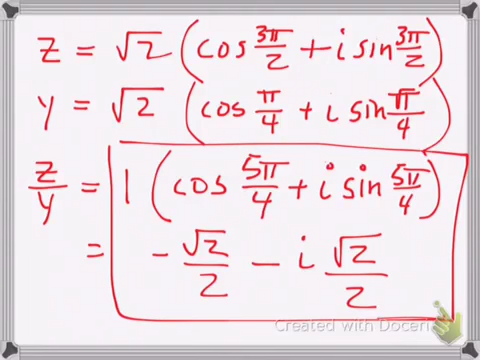 z = √2 (cos 3π/2 + i sin 3π/2)
y = √2 (cos π/4 + i sin π/4)
z/y = 1 (cos 5π/4 + i sin 5π/4)
= - √2/2 - i √2/2
Created with Doceri